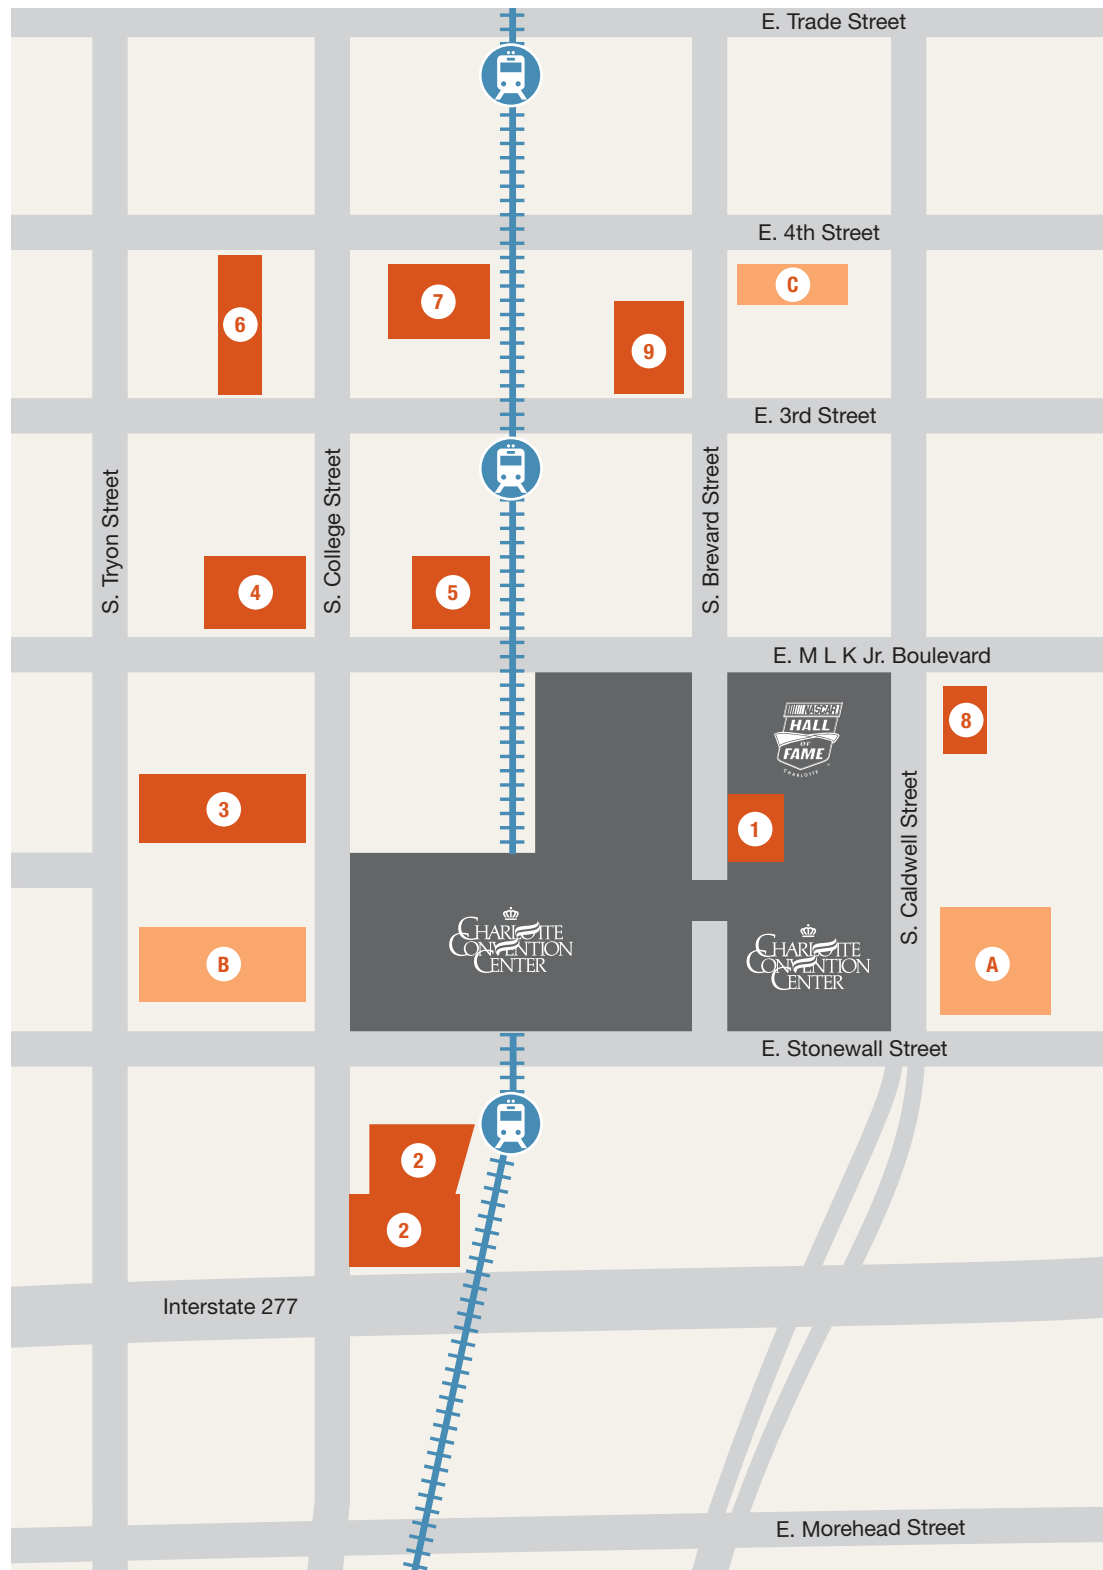 E. Trade Street
E. 4th Street
C
6
7
9
E. 3rd Street
S. Tryon Street
S. College Street
S. Brevard Street
4
5
E. M L K Jr. Boulevard
NASCAR
HALL
OF
FAME
CHARLOTTE
8
3
1
S. Caldwell Street
CHARLOTTE
CONVENTION
CENTER
CHARLOTTE
CONVENTION
CENTER
B
A
E. Stonewall Street
2
2
Interstate 277
E. Morehead Street